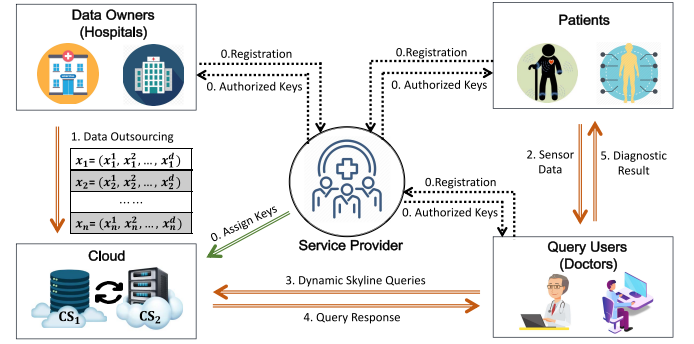 Data Owners
(Hospitals)
Patients
0.Registration
0. Authorized Keys
0.Registration
0. Authorized Keys
1. Data Outsourcing
x₁= (x₁¹, x₁², ..., x₁ᵈ)
x₂= (x₂¹, x₂², ..., x₂ᵈ)
... ...
xₙ= (xₙ¹, xₙ², ..., xₙᵈ)
2. Sensor
Data
5. Diagnostic
Result
0.Registration
0. Authorized Keys
Service Provider
0. Assign Keys
Cloud
CS₁
CS₂
3. Dynamic Skyline Queries
4. Query Response
Query Users
(Doctors)